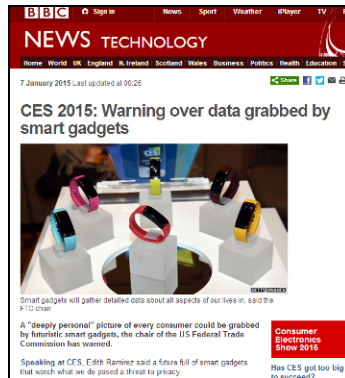 BBC Sign in News Sport Weather iPlayer TV
NEWS TECHNOLOGY
Home World UK England N. Ireland Scotland Wales Business Politics Health Education
7 January 2015 Last updated at 00:26
Share
CES 2015: Warning over data grabbed by
smart gadgets
CES
GETTY IMAGES
Smart gadgets will gather detailed data about all aspects of our lives in, said the
FTC chair
A "deeply personal" picture of every consumer could be grabbed
by futuristic smart gadgets, the chair of the US Federal Trade
Commission has warned.
Speaking at CES, Edith Ramirez said a future full of smart gadgets
that watch what we do posed a threat to privacy.
Consumer
Electronics
Show 2015
Has CES got too big
to succeed?